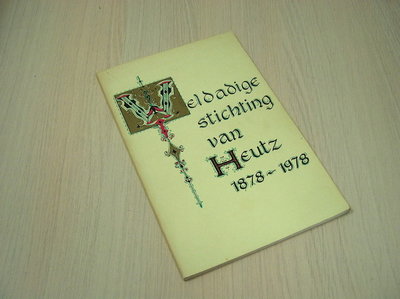 Weldadige
stichting
van
Heutz
1878-1978